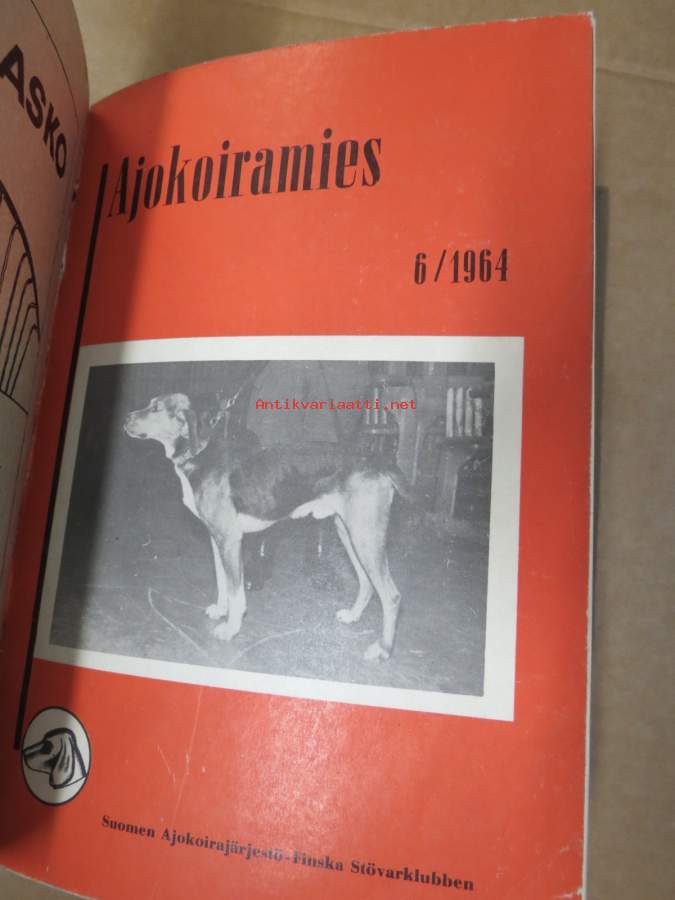 ASKO
Ajokoiramies
6/1964
Antikvariaatti.net
Suomen Ajokoirajärjestö-Finska Stövarklubben